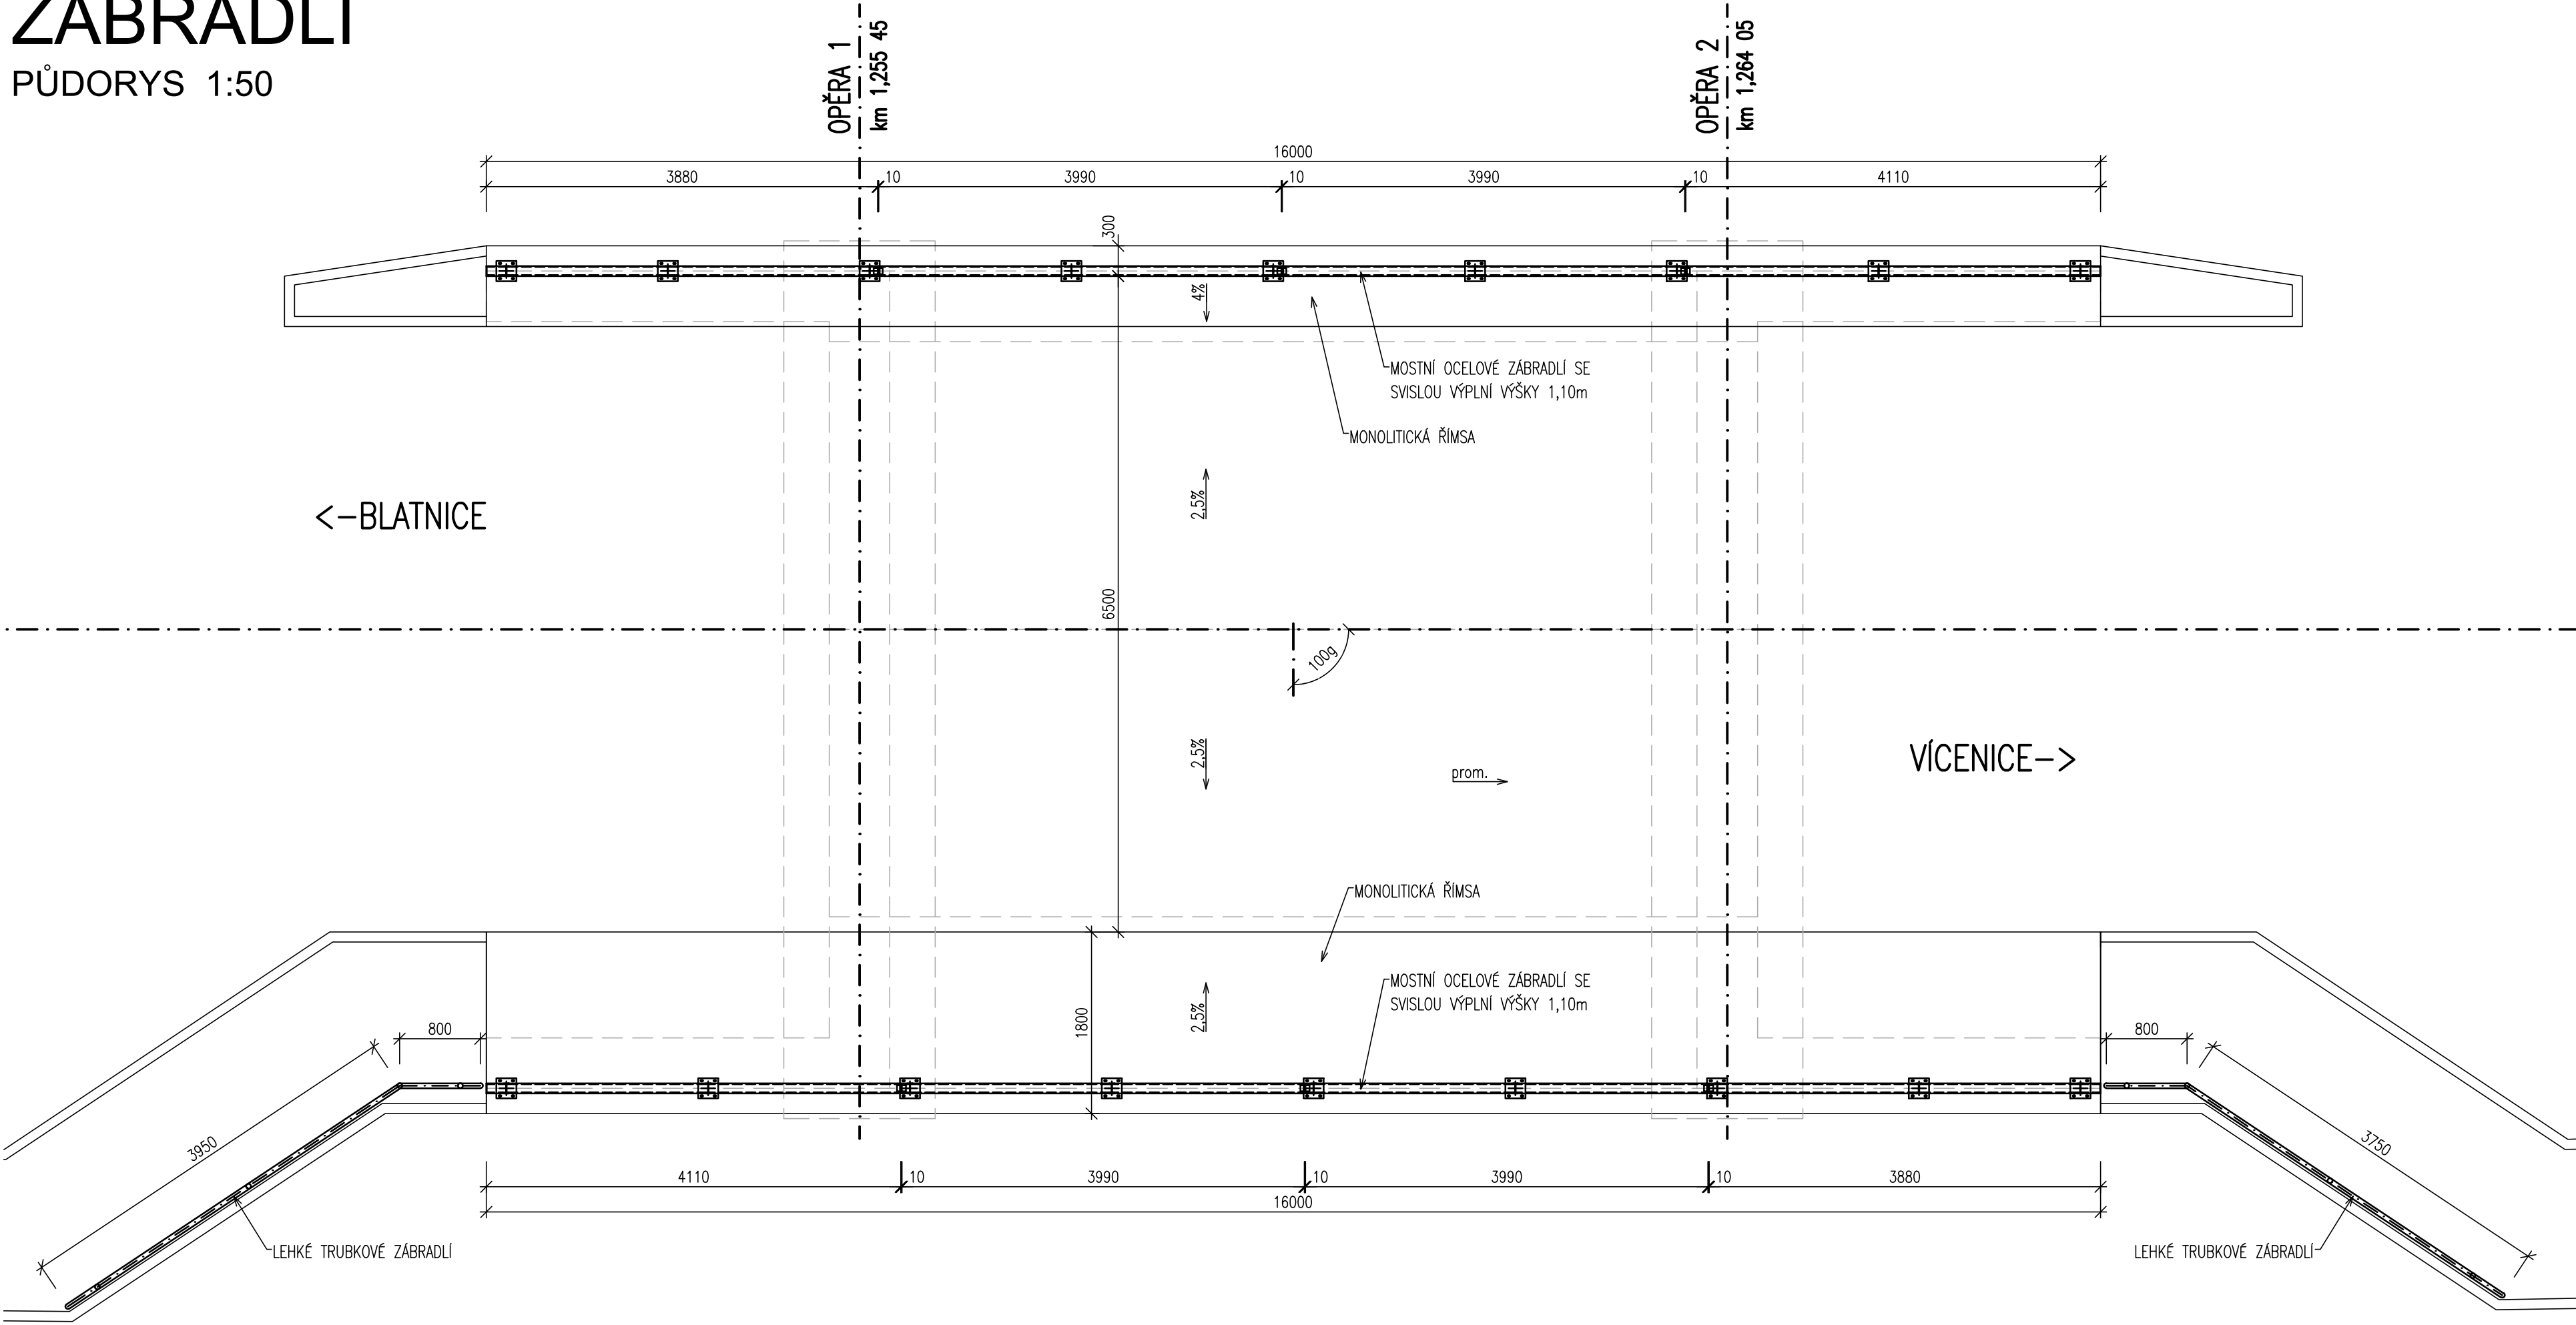 ZÁBRADLÍ
PŮDORYS 1:50
OPĚRA 1
km 1,255 45
OPĚRA 2
km 1,264 05
16000
3880
10
3990
10
3990
10
4110
300
4%
MOSTNÍ OCELOVÉ ZÁBRADLÍ SE
SVISLOU VÝPLNÍ VÝŠKY 1,10m
MONOLITICKÁ ŘÍMSA
<-BLATNICE
2,5%
6500
100g
2,5%
prom.
VÍCENICE->
MONOLITICKÁ ŘÍMSA
MOSTNÍ OCELOVÉ ZÁBRADLÍ SE
SVISLOU VÝPLNÍ VÝŠKY 1,10m
1800
2,5%
800
800
3950
3750
4110
10
3990
10
3990
10
3880
16000
LEHKÉ TRUBKOVÉ ZÁBRADLÍ
LEHKÉ TRUBKOVÉ ZÁBRADLÍ